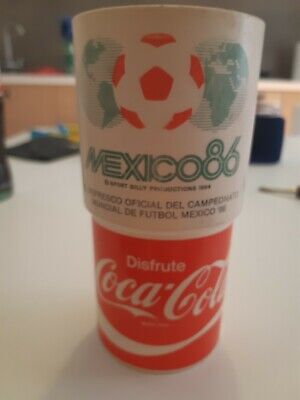 MEXICO86
© SPORT BILLY PRODUCTIONS 1984
REFRESCO OFICIAL DEL CAMPEONATO
MUNDIAL DE FUTBOL MEXICO '86
Disfrute
Coca-Cola